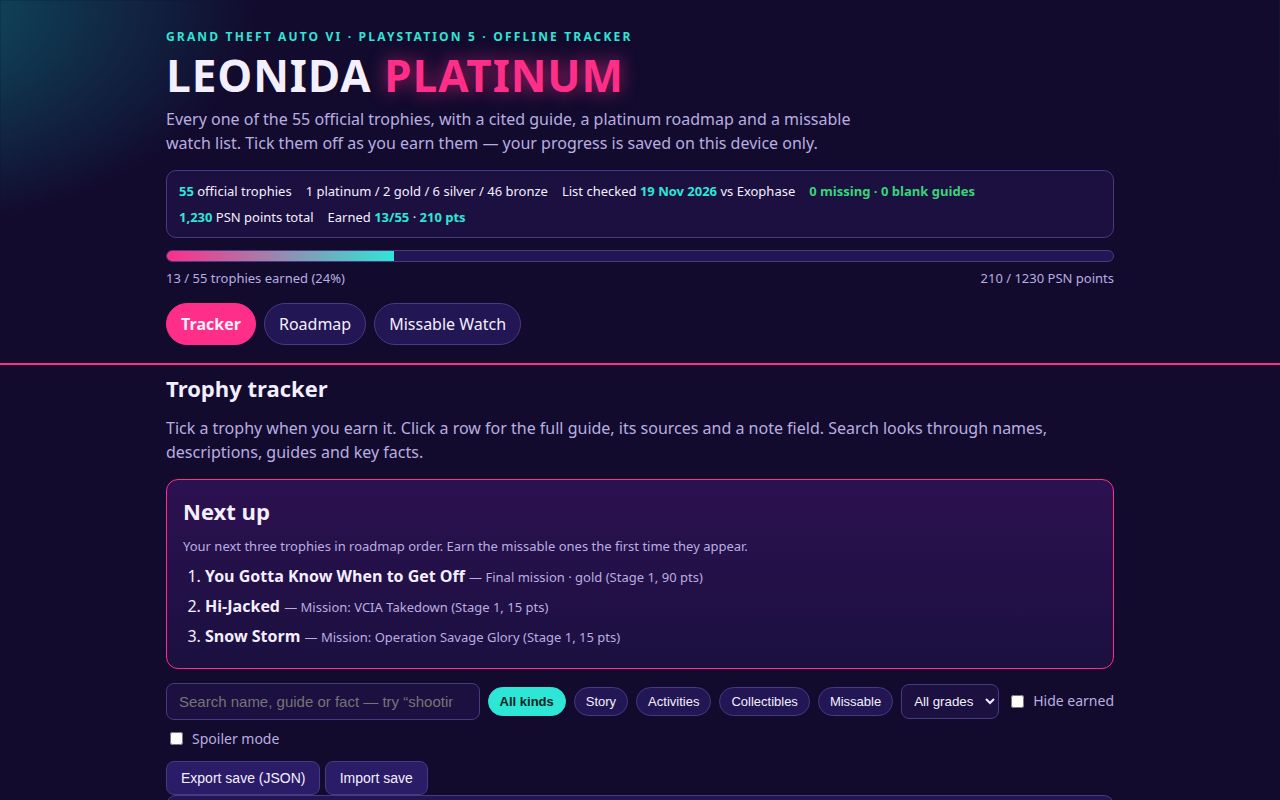 GRAND THEFT AUTO VI · PLAYSTATION 5 · OFFLINE TRACKER
LEONIDA PLATINUM
Every one of the 55 official trophies, with a cited guide, a platinum roadmap and a missable
watch list. Tick them off as you earn them — your progress is saved on this device only.
55 official trophies 1 platinum / 2 gold / 6 silver / 46 bronze List checked 19 Nov 2026 vs Exophase 0 missing · 0 blank guides
1,230 PSN points total Earned 13/55 · 210 pts
13 / 55 trophies earned (24%) 210 / 1230 PSN points
Tracker Roadmap Missable Watch
Trophy tracker
Tick a trophy when you earn it. Click a row for the full guide, its sources and a note field. Search looks through names,
descriptions, guides and key facts.
Next up
Your next three trophies in roadmap order. Earn the missable ones the first time they appear.
1. You Gotta Know When to Get Off — Final mission · gold (Stage 1, 90 pts)
2. Hi-Jacked — Mission: VCIA Takedown (Stage 1, 15 pts)
3. Snow Storm — Mission: Operation Savage Glory (Stage 1, 15 pts)
Search name, guide or fact — try “shootir All kinds Story Activities Collectibles Missable All grades Hide earned
Spoiler mode
Export save (JSON) Import save